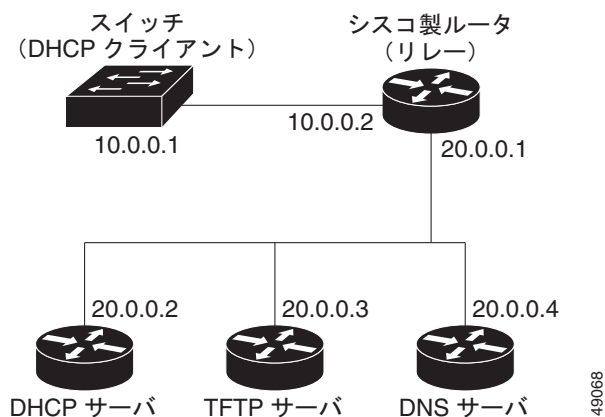 スイッチ
（DHCP クライアント）
シスコ製ルータ
（リレー）
10.0.0.2
10.0.0.1
20.0.0.1
20.0.0.2
20.0.0.3
20.0.0.4
DHCP サーバ
TFTP サーバ
DNS サーバ
49068